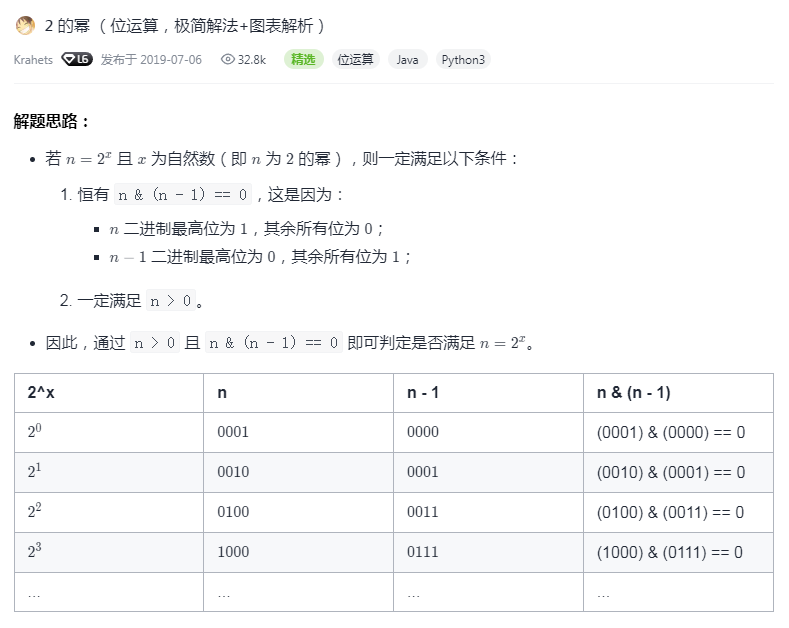 2 的幂（位运算，极简解法+图表解析）
Krahets L6 发布于 2019-07-06 32.8k 精选 位运算 Java Python3
解题思路：
• 若 n = 2^x 且 x 为自然数（即 n 为 2 的幂），则一定满足以下条件：
1. 恒有 n & (n - 1) == 0 ，这是因为：
▪ n 二进制最高位为 1，其余所有位为 0；
▪ n − 1 二进制最高位为 0，其余所有位为 1；
2. 一定满足 n > 0 。
• 因此，通过 n > 0 且 n & (n - 1) == 0 即可判定是否满足 n = 2^x。
2^x n n - 1 n & (n - 1)
2^0 0001 0000 (0001) & (0000) == 0
2^1 0010 0001 (0010) & (0001) == 0
2^2 0100 0011 (0100) & (0011) == 0
2^3 1000 0111 (1000) & (0111) == 0
... ... ... ...